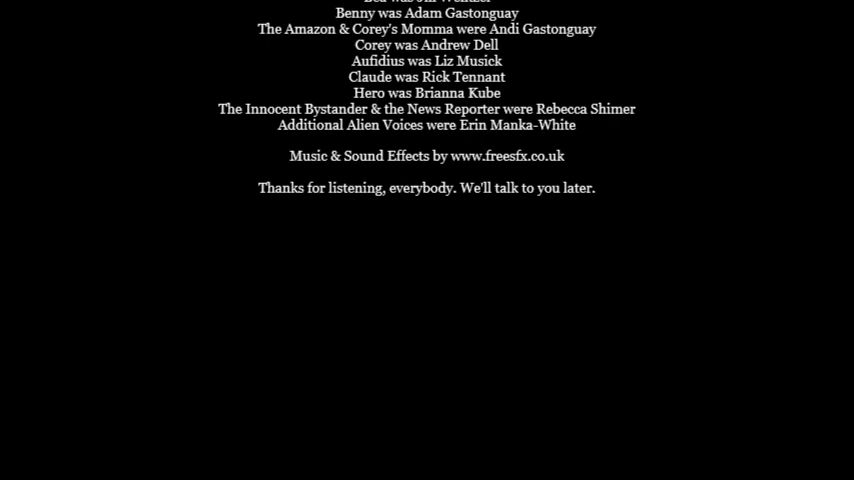 Benny was Adam Gastonguay
The Amazon & Corey's Momma were Andi Gastonguay
Corey was Andrew Dell
Aufidius was Liz Musick
Claude was Rick Tennant
Hero was Brianna Kube
The Innocent Bystander & the News Reporter were Rebecca Shimer
Additional Alien Voices were Erin Manka-White
Music & Sound Effects by www.freesfx.co.uk
Thanks for listening, everybody. We'll talk to you later.